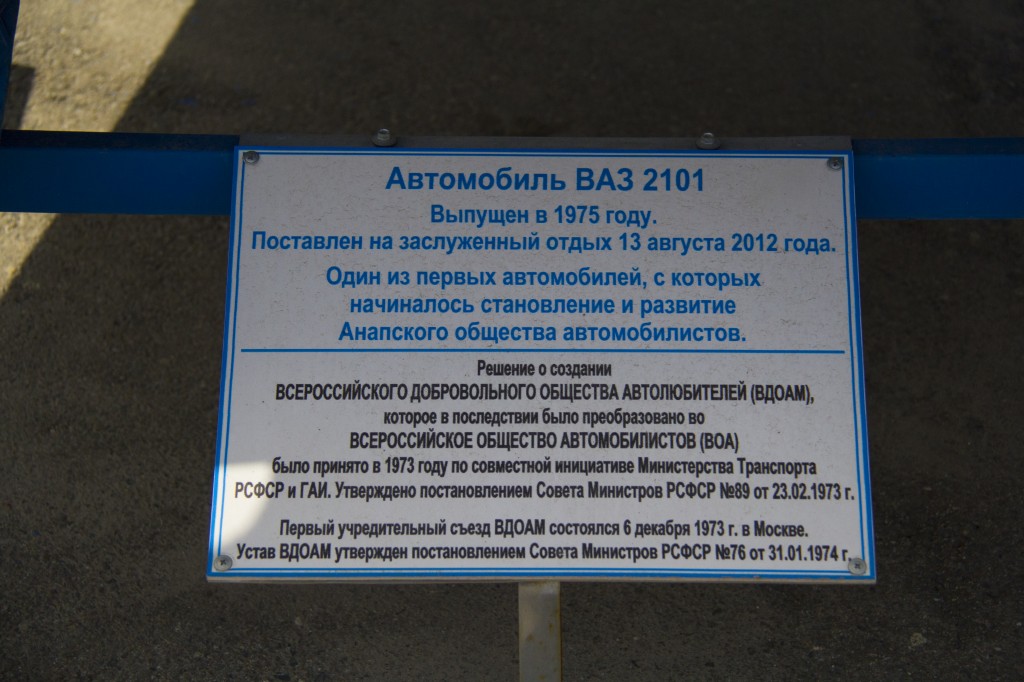 Автомобиль ВАЗ 2101
Выпущен в 1975 году.
Поставлен на заслуженный отдых 13 августа 2012 года.
Один из первых автомобилей, с которых
начиналось становление и развитие
Анапского общества автомобилистов.
Решение о создании
ВСЕРОССИЙСКОГО ДОБРОВОЛЬНОГО ОБЩЕСТВА АВТОЛЮБИТЕЛЕЙ (ВДОАМ),
которое в последствии было преобразовано во
ВСЕРОССИЙСКОЕ ОБЩЕСТВО АВТОМОБИЛИСТОВ (ВОА)
было принято в 1973 году по совместной инициативе Министерства Транспорта
РСФСР и ГАИ. Утверждено постановлением Совета Министров РСФСР №89 от 23.02.1973 г.
Первый учредительный съезд ВДОАМ состоялся 6 декабря 1973 г. в Москве.
Устав ВДОАМ утвержден постановлением Совета Министров РСФСР №76 от 31.01.1974 г.